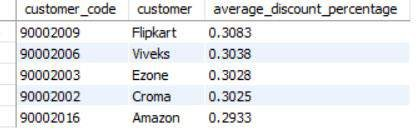 customer_code customer average_discount_percentage
90002009 Flipkart 0.3083
90002006 Viveks 0.3038
90002003 Ezone 0.3028
90002002 Croma 0.3025
90002016 Amazon 0.2933